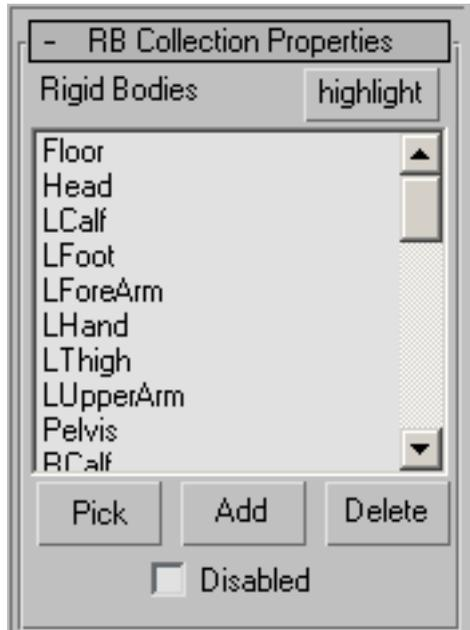 - RB Collection Properties
Rigid Bodies highlight
Floor
Head
LCalf
LFoot
LForeArm
LHand
LThigh
LUpperArm
Pelvis
RCalf
Pick Add Delete
Disabled